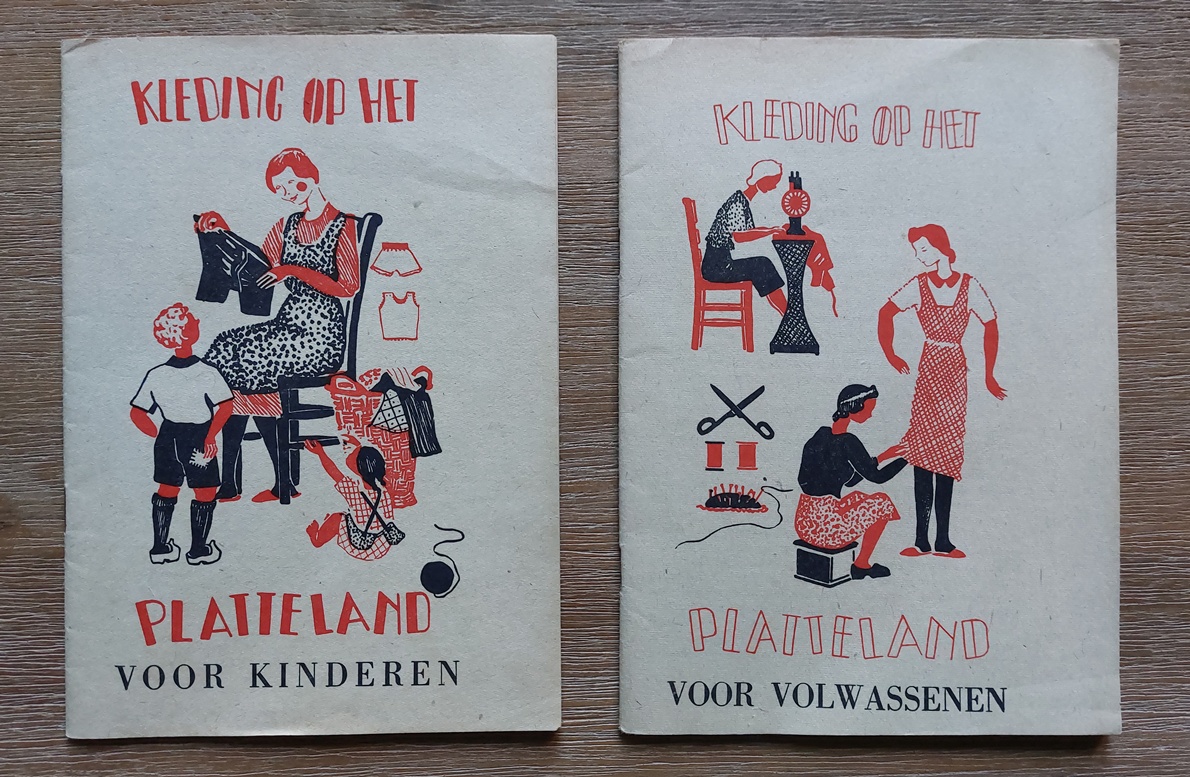 KLEDING OP HET
PLATTELAND
VOOR KINDEREN
KLEDING OP HET
PLATTELAND
VOOR VOLWASSENEN